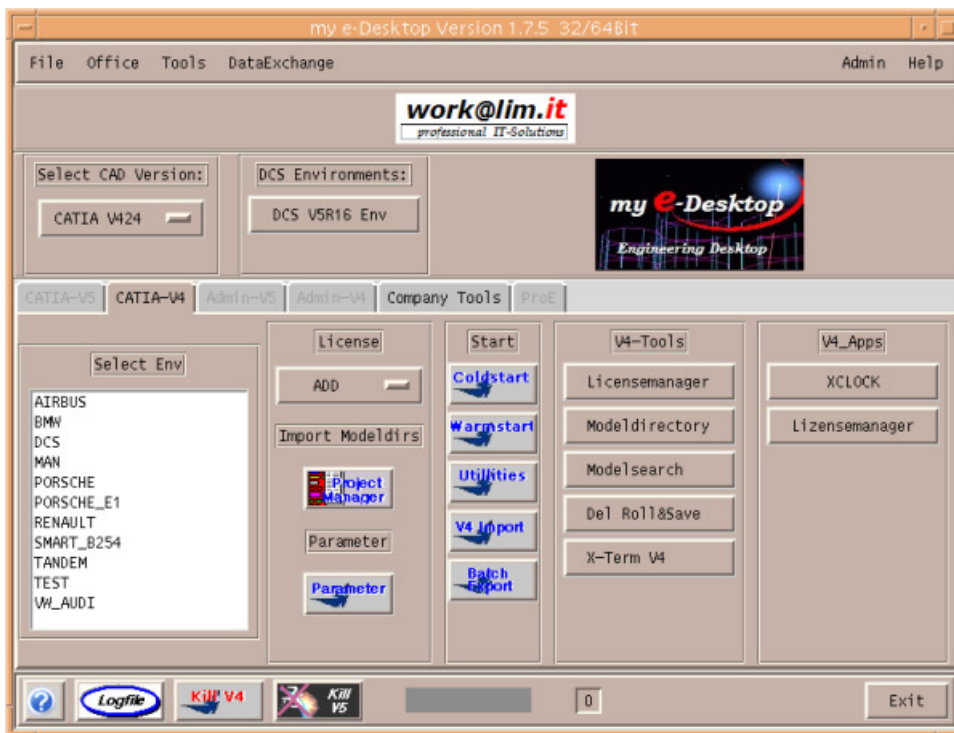 my e-Desktop Version 1.7.5 32/64Bit
File Office Tools DataExchange Admin Help
work@lim.it
professional IT-Solutions
Select CAD Version: DCS Environments:
CATIA V424 DCS V5R16 Env
my e-Desktop
Engineering Desktop
CATIA-V5 CATIA-V4 Admin-V5 Admin-V4 Company Tools ProE
Select Env
AIRBUS
BMW
DCS
MAN
PORSCHE
PORSCHE_E1
RENAULT
SMART_B254
TANDEM
TEST
VW_AUDI
License
ADD
Import Modeldirs
Project
Manager
Parameter
Parameter
Start
Coldstart
Warmstart
Utillities
V4 Import
Batch
Export
V4-Tools
Licensemanager
Modeldirectory
Modelsearch
Del Roll&Save
X-Term V4
V4_Apps
XCLOCK
Lizensemanager
? Logfile Kill V4 Kill V5 0 Exit